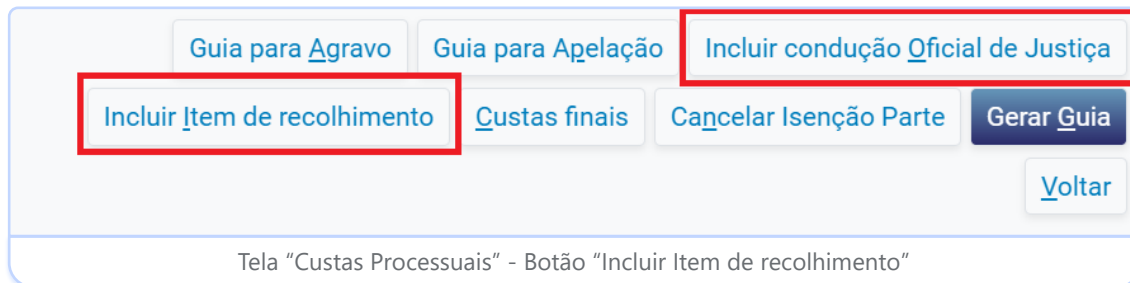 Guia para Agravo Guia para Apelação Incluir condução Oficial de Justiça
Incluir Item de recolhimento Custas finais Cancelar Isenção Parte Gerar Guia
Voltar
Tela “Custas Processuais” - Botão “Incluir Item de recolhimento”